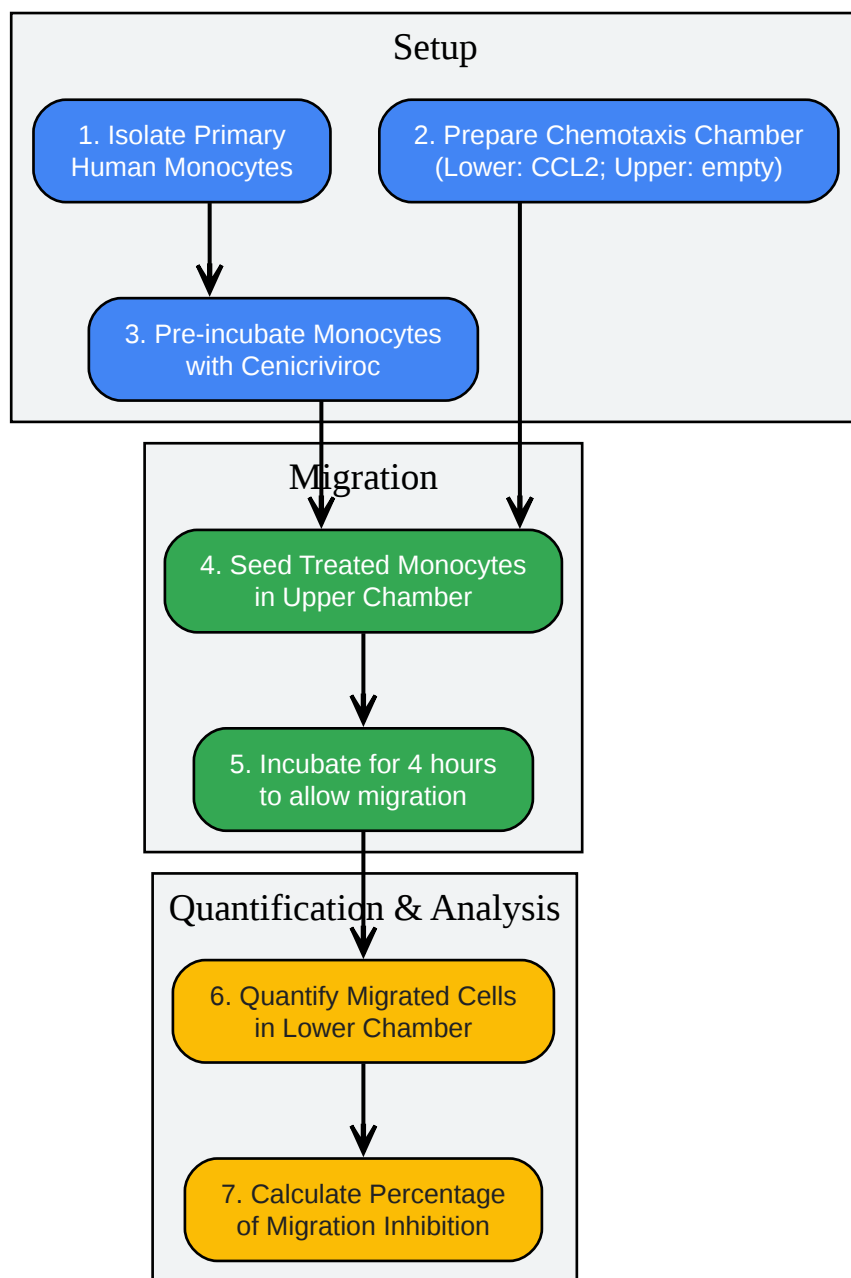 Setup
1. Isolate Primary
Human Monocytes
2. Prepare Chemotaxis Chamber
(Lower: CCL2; Upper: empty)
3. Pre-incubate Monocytes
with Cenicriviroc
Migration
4. Seed Treated Monocytes
in Upper Chamber
5. Incubate for 4 hours
to allow migration
Quantification & Analysis
6. Quantify Migrated Cells
in Lower Chamber
7. Calculate Percentage
of Migration Inhibition